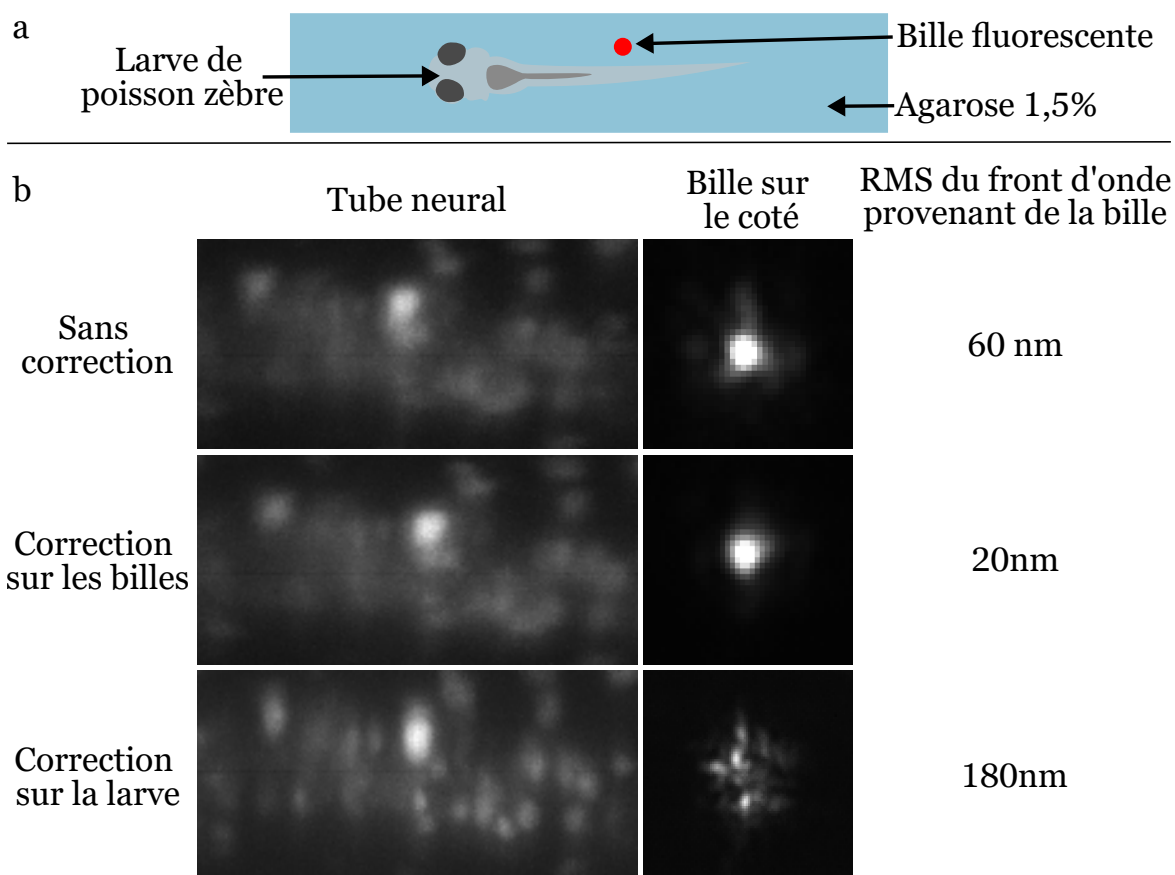 a
Larve de
poisson zèbre
Bille fluorescente
Agarose 1,5%
b
Tube neural
Bille sur
le coté
RMS du front d'onde
provenant de la bille
Sans
correction
60 nm
Correction
sur les billes
20nm
Correction
sur la larve
180nm